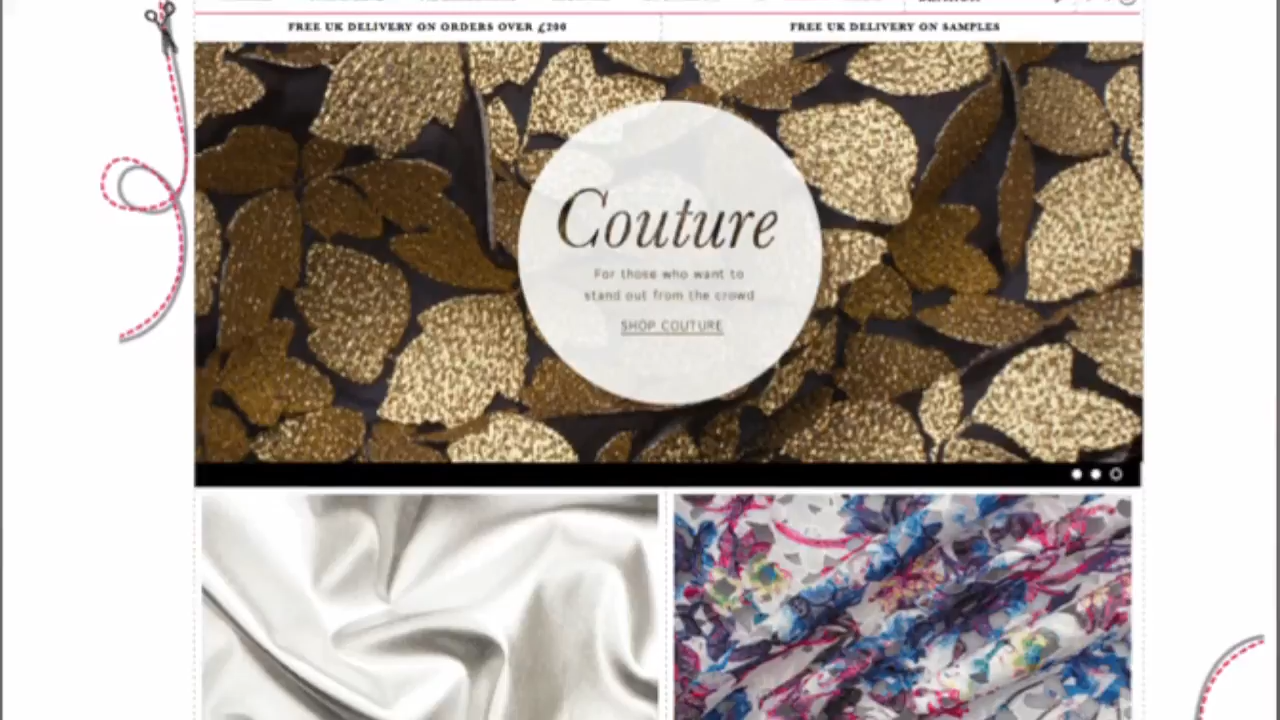 FREE UK DELIVERY ON ORDERS OVER £200
FREE UK DELIVERY ON SAMPLES
Couture
For those who want to
stand out from the crowd
SHOP COUTURE